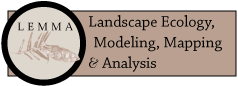 LEMMA
Landscape Ecology,
Modeling, Mapping
& Analysis